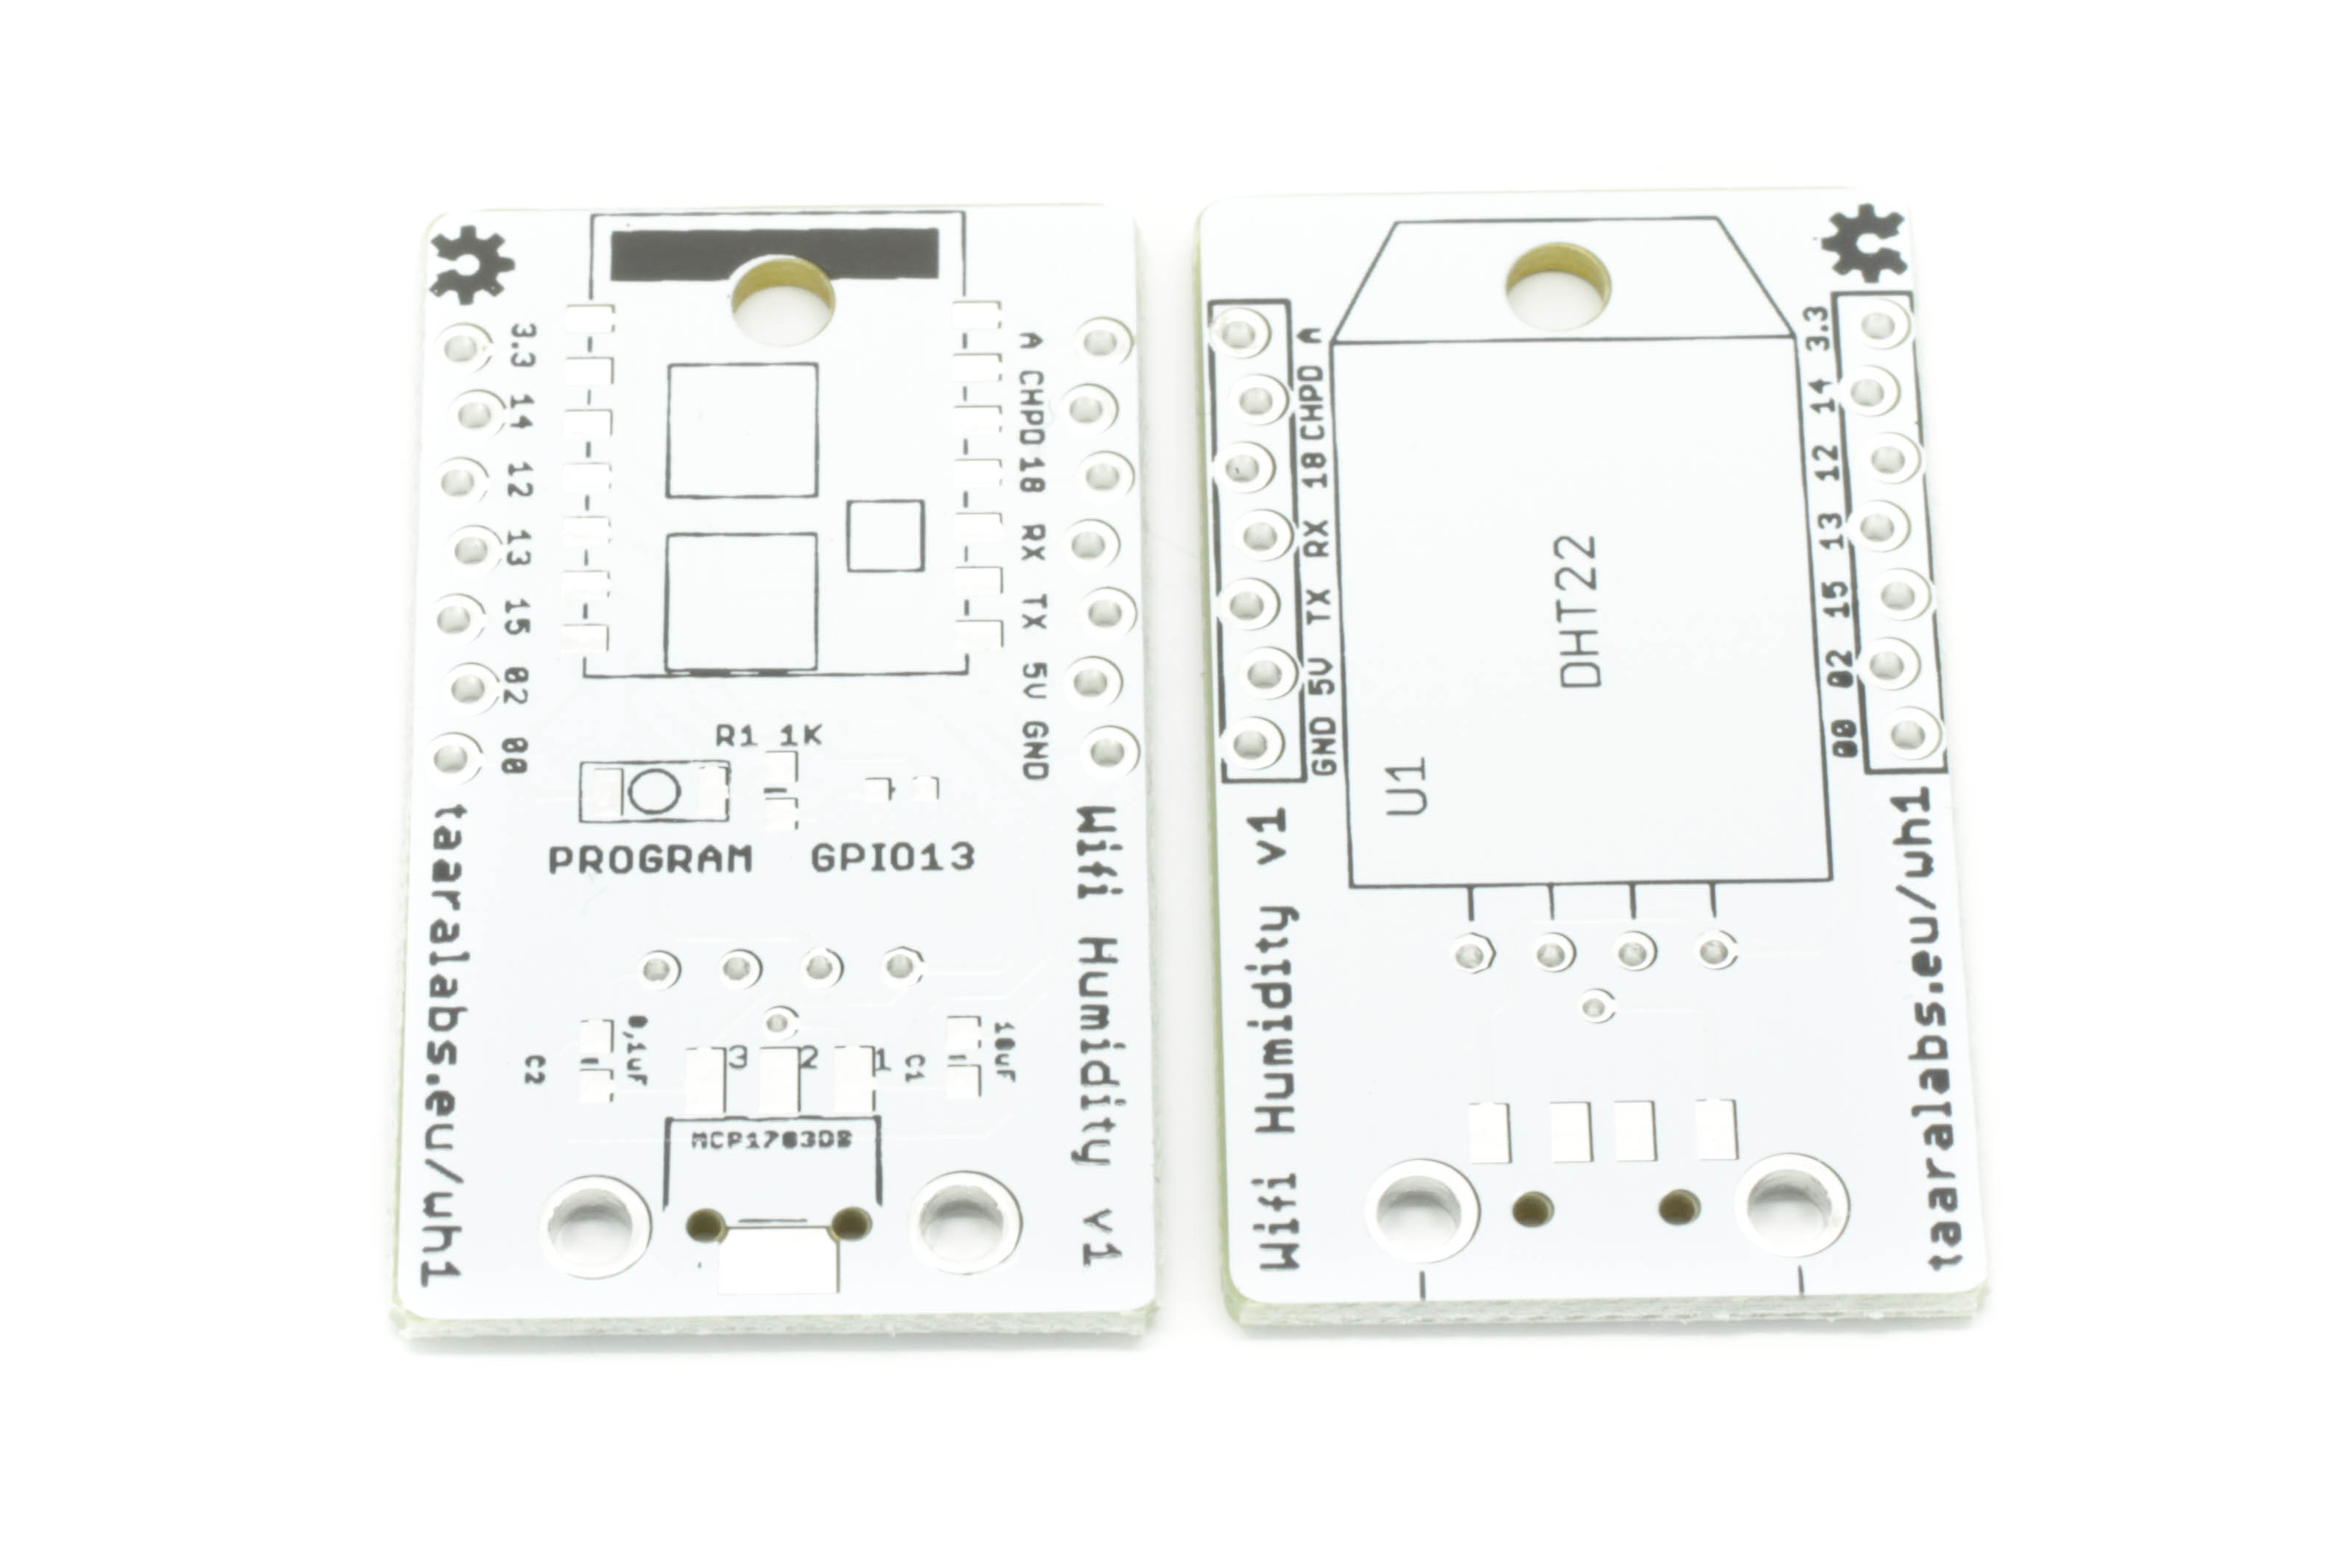 3.3
14
12
13
15
02
00
taaralabs.eu/wh1
A
CHPD
18
RX
TX
5V
GND
Wifi Humidity v1
R1 1K
PROGRAM
GPIO13
C2
0,1uF
3
2
1
C1
10uF
A
CHPD
18
RX
TX
5V
GND
Wifi Humidity v1
DHT22
U1
3.3
14
12
13
15
02
00
taaralabs.eu/wh1